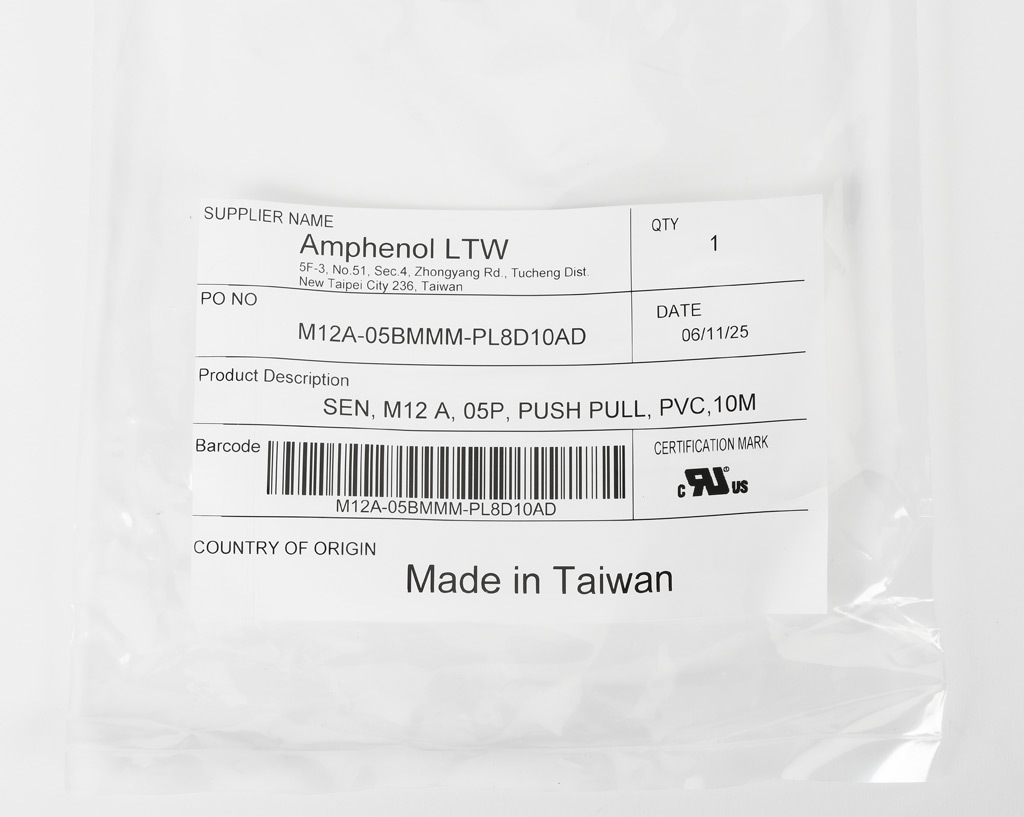 SUPPLIER NAME
Amphenol LTW
5F-3, No.51, Sec.4, Zhongyang Rd., Tucheng Dist.
New Taipei City 236, Taiwan
QTY
1
PO NO
M12A-05BMMM-PL8D10AD
DATE
06/11/25
Product Description
SEN, M12 A, 05P, PUSH PULL, PVC,10M
Barcode
M12A-05BMMM-PL8D10AD
CERTIFICATION MARK
c RU® US
COUNTRY OF ORIGIN
Made in Taiwan